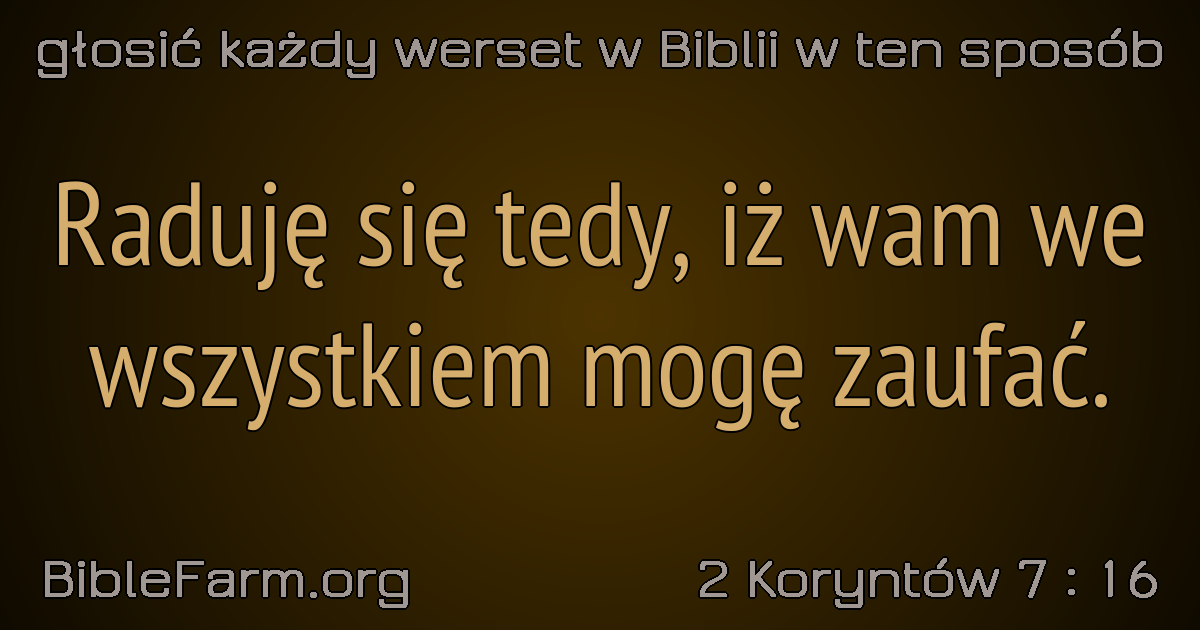 głosić każdy werset w Biblii w ten sposób
Raduję się tedy, iż wam we
wszystkiem mogę zaufać.
BibleFarm.org
2 Koryntów 7 : 16